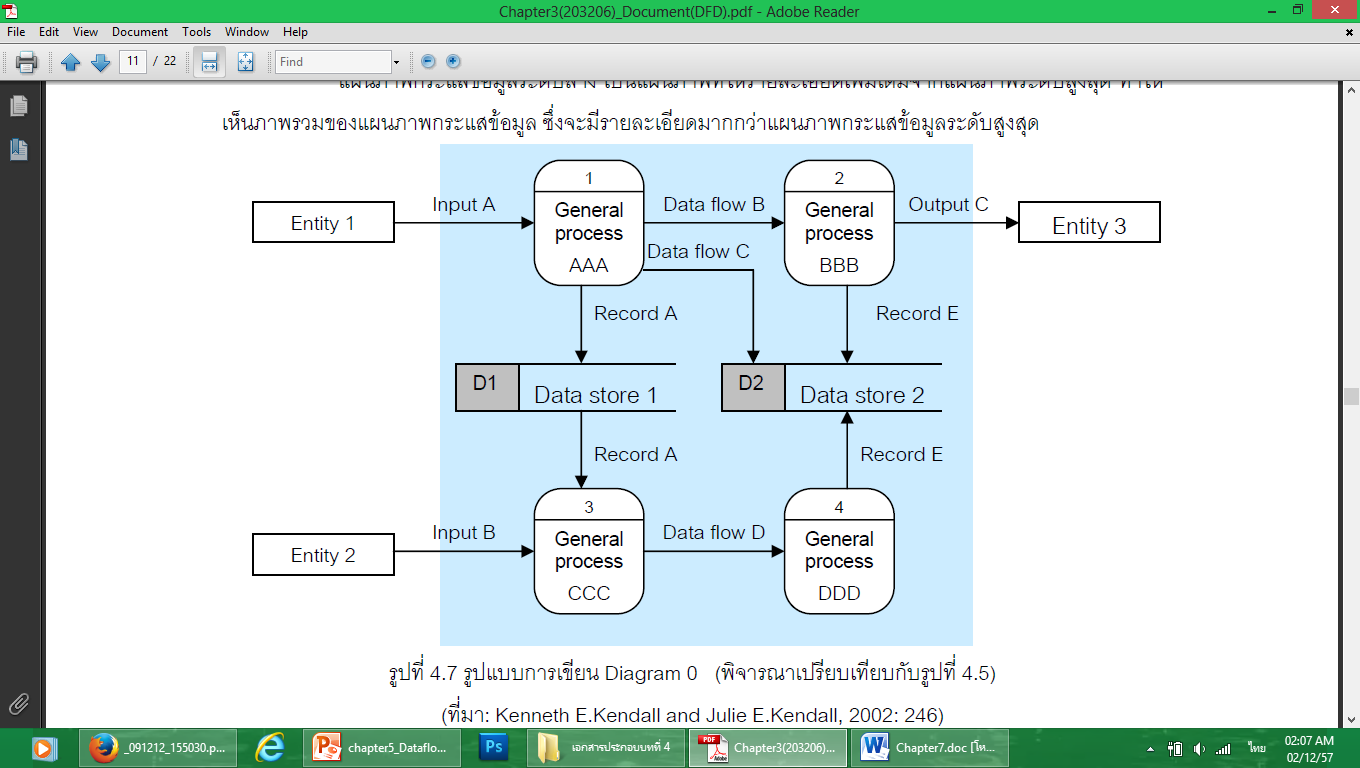 Chapter3(203206)_Document(DFD).pdf - Adobe Reader
File Edit View Document Tools Window Help
11 / 22 Find
เห็นภาพรวมของแผนภาพกระแสข้อมูล ซึ่งจะมีรายละเอียดมากกว่าแผนภาพกระแสข้อมูลระดับสูงสุด
Entity 1
Input A
1
General
process
AAA
Data flow B
Data flow C
2
General
process
BBB
Output C
Entity 3
Record A
Record E
D1
Data store 1
D2
Data store 2
Record A
Record E
Entity 2
Input B
3
General
process
CCC
Data flow D
4
General
process
DDD
รูปที่ 4.7 รูปแบบการเขียน Diagram 0 (พิจารณาเปรียบเทียบกับรูปที่ 4.5)
(ที่มา: Kenneth E.Kendall and Julie E.Kendall, 2002: 246)
_091212_155030.p...
chapter5_Dataflo...
Ps
เอกสารประกอบบทที่ 4
Chapter3(203206)...
Chapter7.doc [โห...
ไทย
02:07 AM
02/12/57